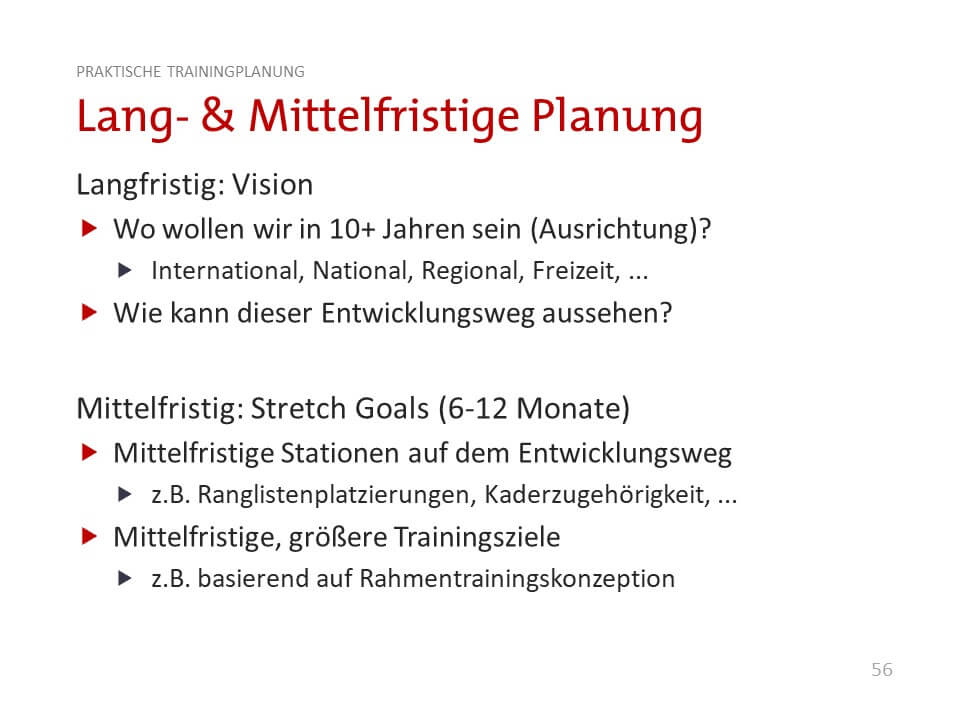 PRAKTISCHE TRAININGPLANUNG
Lang- & Mittelfristige Planung
Langfristig: Vision
Wo wollen wir in 10+ Jahren sein (Ausrichtung)?
International, National, Regional, Freizeit, ...
Wie kann dieser Entwicklungsweg aussehen?
Mittelfristig: Stretch Goals (6-12 Monate)
Mittelfristige Stationen auf dem Entwicklungsweg
z.B. Ranglistenplatzierungen, Kaderzugehörigkeit, ...
Mittelfristige, größere Trainingsziele
z.B. basierend auf Rahmentrainingskonzeption
56